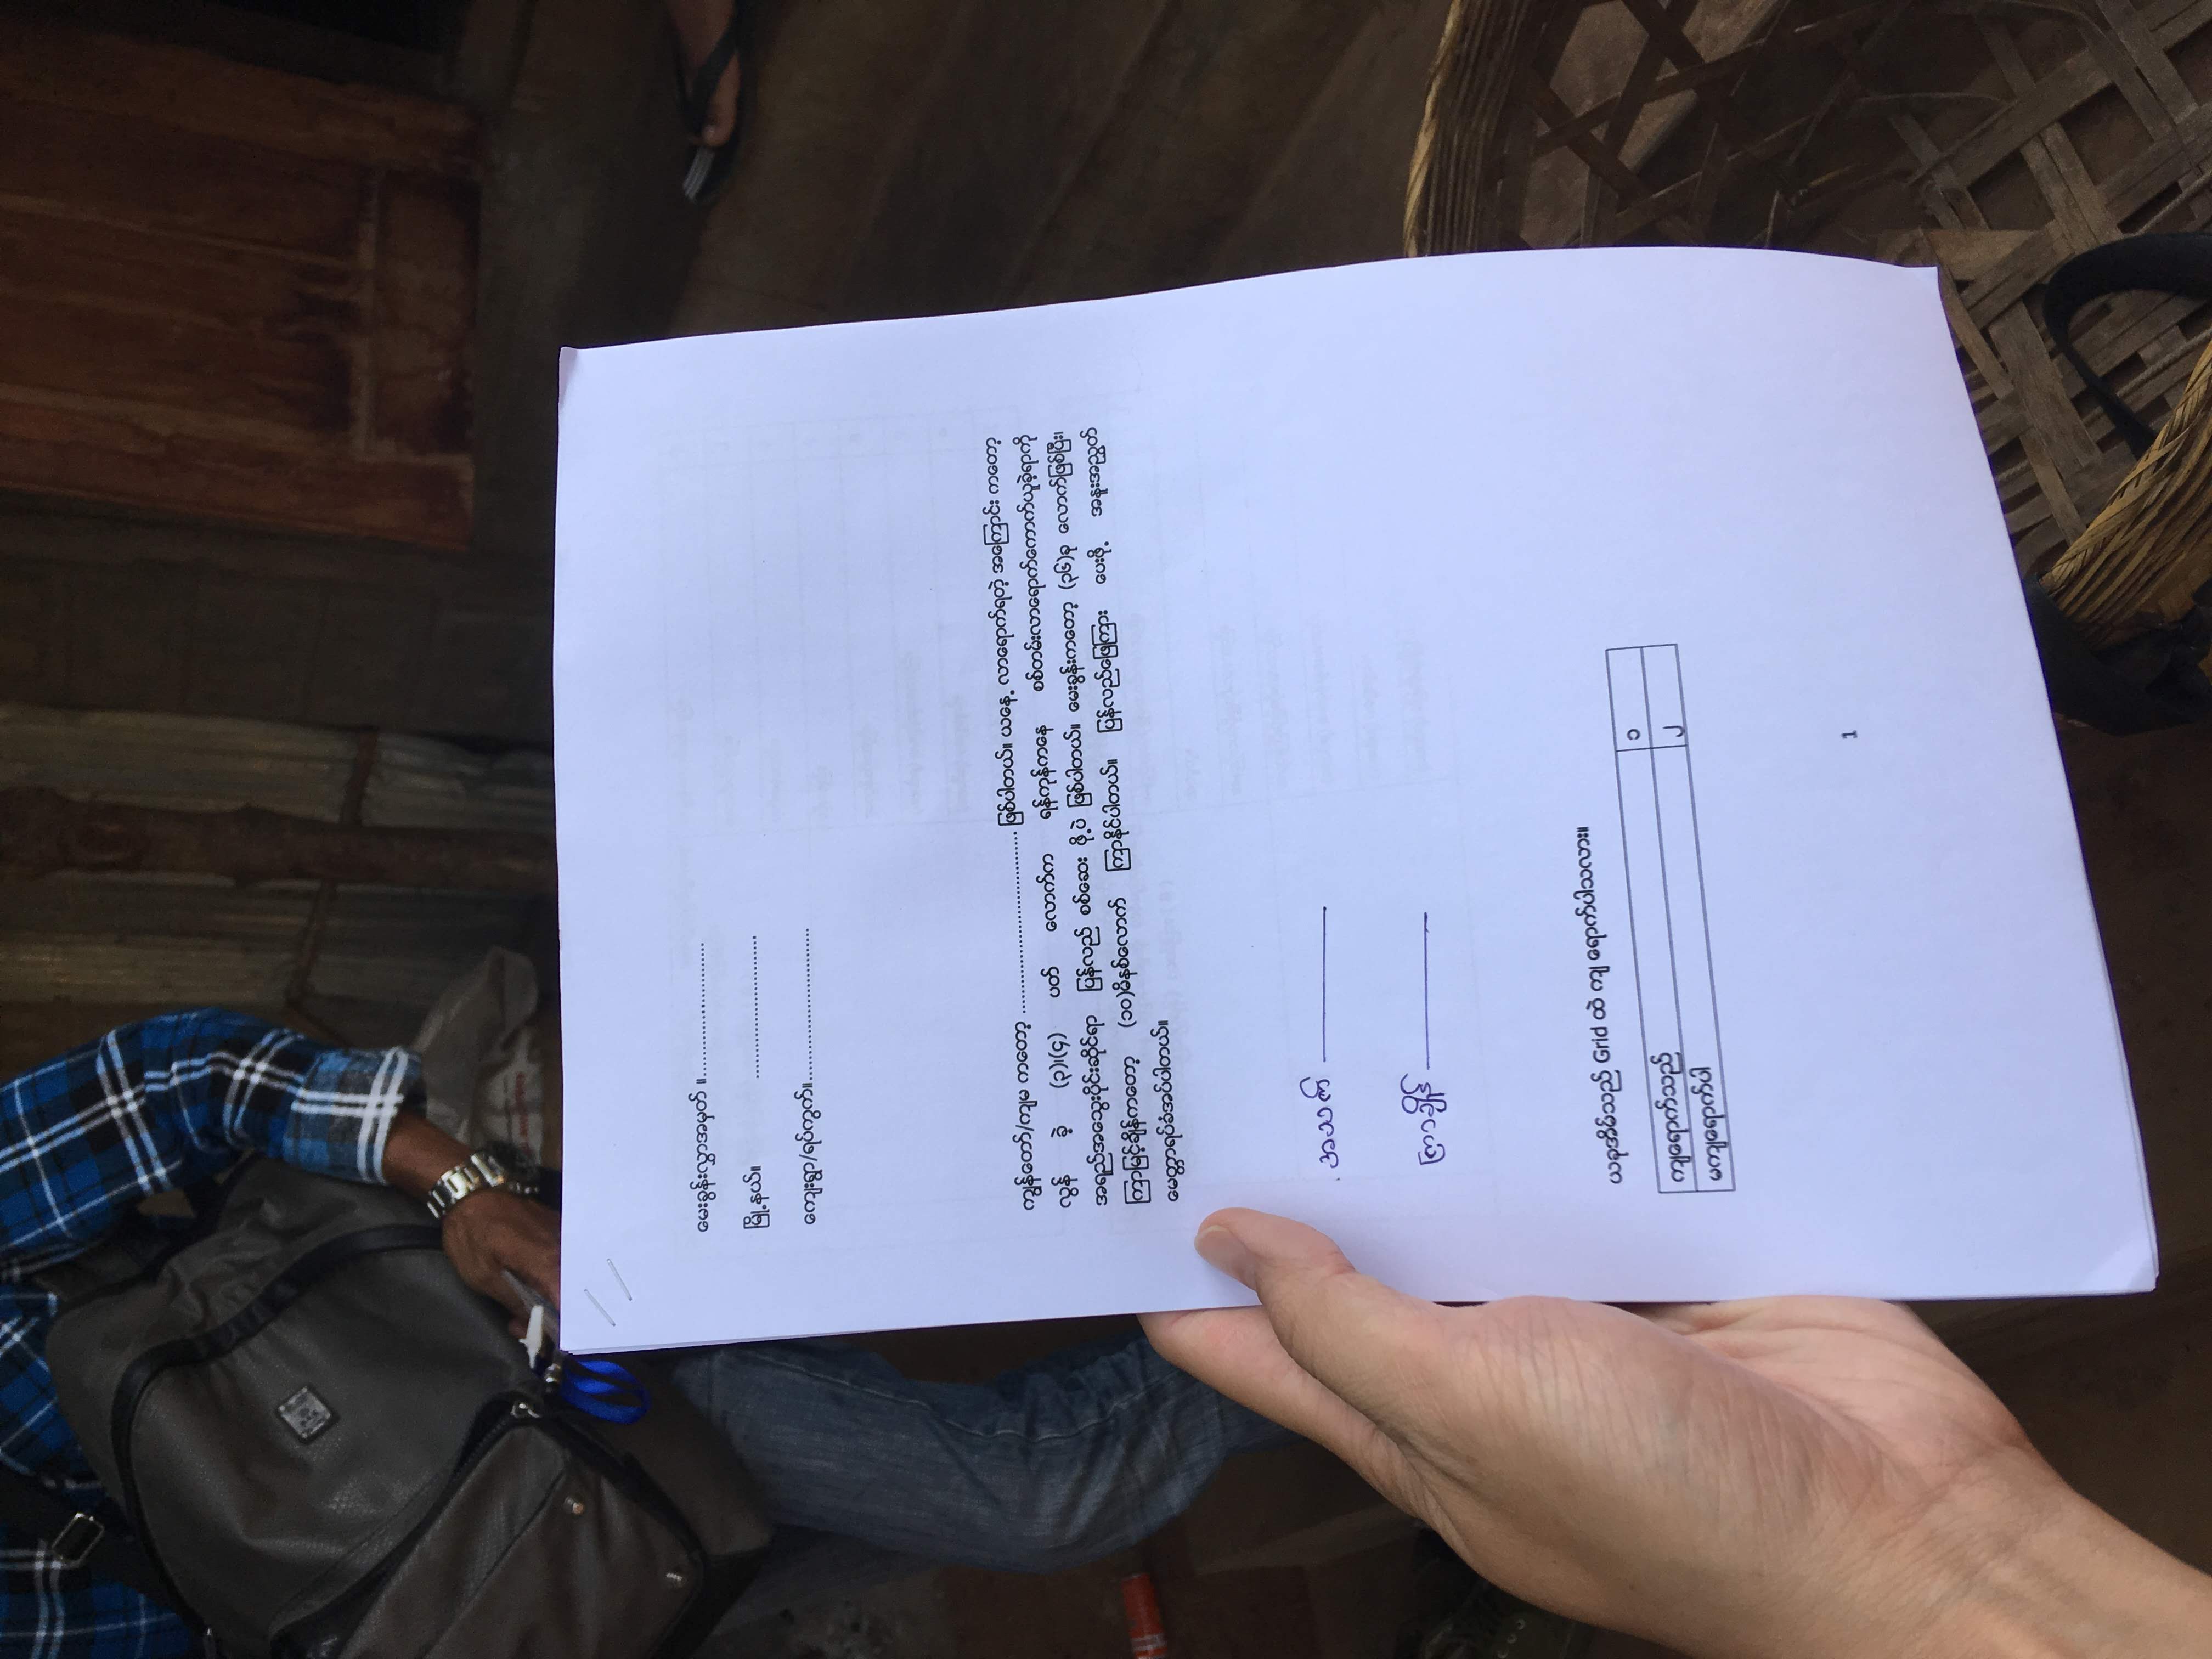 မေးခွန်းလွှာအမှတ် ။..........................
မြို့နယ်။ ...........................
ကျေးရွာ/ရပ်ကွက်။.............................
ကျွန်တော်/ကျမ ကတော့ ................................... ဖြစ်ပါတယ်။ ယနေ့ လာရောက်ရတဲ့ အကြောင်း ကတော့
လွန် ခဲ့ (၃)၊(၄) ပတ် လောက်က ရန်ကုန်ကနေ စစ်တမ်းလာရောက်ကောက်ယူခဲ့ရာကို
အရည်အသွေးပိုင်းဆိုင်ရာ ပြန်လည် စစ်ဆေး ဖို့ပဲ ဖြစ်ပါတယ်။ မေးခွန်းကတော့ (၃၆)ခု လောက်ဖြစ်ပြီး၊
ကြာမြင့်ချိန်ကတော့ (၁၀)မိနစ်လောက် ကြာနိုင်ပါတယ်။ ပြန်လည်ဖြေကြား ပေးဖို့ အနူးအညွှတ်
မေတ္တာရပ်ခံအပ်ပါတယ်။
အသက်
ကြာချိန်
ယခုအိမ်သည် Grid ထဲ ကျ ရောက်ပါသလား။
ကျရောက်သည် ၁
မကျရောက်ပါ ၂
1